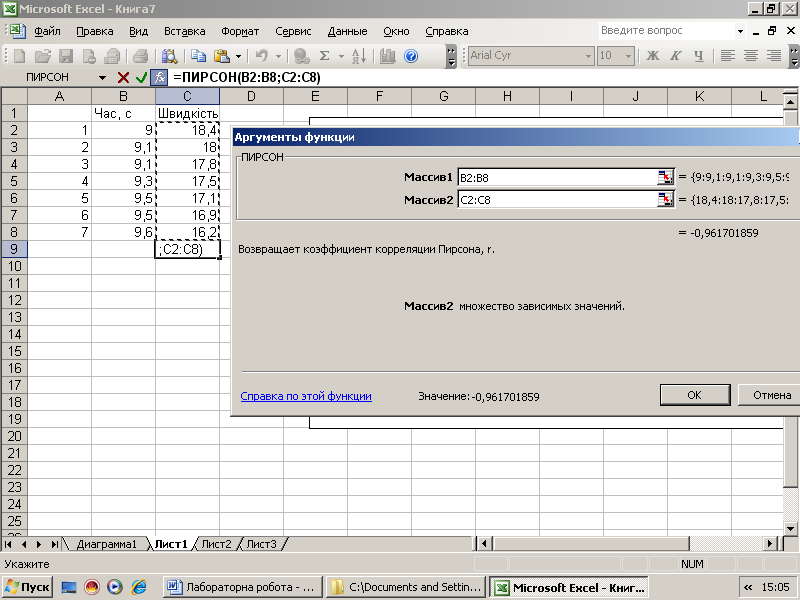 Microsoft Excel - Книга7
Файл Правка Вид Вставка Формат Сервис Данные Окно Справка Введите вопрос
Arial Cyr 10 Ж К Ч
ПИРСОН =ПИРСОН(B2:B8;C2:C8)
A B C D E F G H I J K L
1 Час, с Швидкість
2 1 9 18,4
3 2 9,1 18
4 3 9,1 17,8
5 4 9,3 17,5
6 5 9,5 17,1
7 6 9,5 16,9
8 7 9,6 16,2
9 ;C2:C8)
10
11
12
13
14
15
16
17
18
19
20
21
22
23
24
25
Аргументы функции
ПИРСОН
Массив1 B2:B8 = {9:9,1:9,1:9,3:9,5:9
Массив2 C2:C8 = {18,4:18:17,8:17,5:
= -0,961701859
Возвращает коэффициент корреляции Пирсона, r.
Массив2 множество зависимых значений.
Справка по этой функции Значение:-0,961701859 OK Отмена
Диаграмма1 Лист1 Лист2 Лист3
Укажите NUM
Пуск Лабораторна робота - ... C:\Documents and Settin... Microsoft Excel - Книг... « 15:05